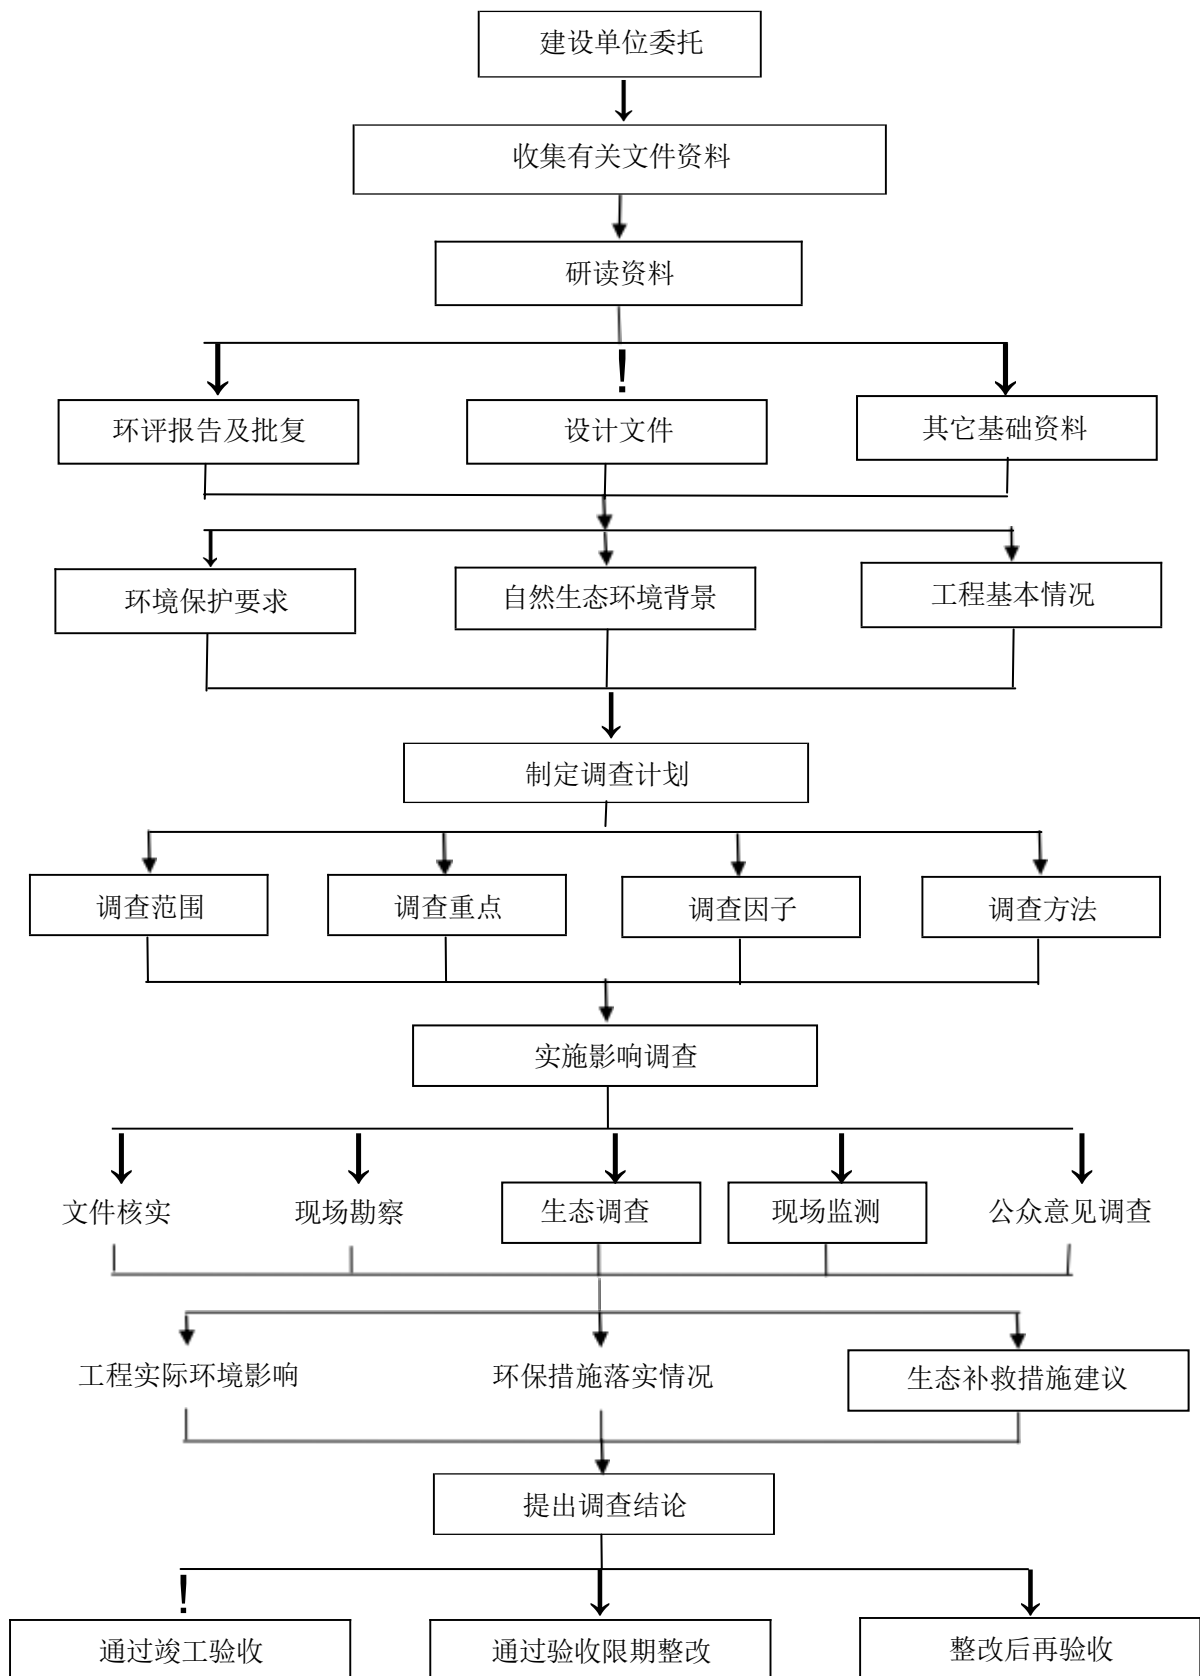 建设单位委托
收集有关文件资料
研读资料
!
环评报告及批复
设计文件
其它基础资料
环境保护要求
自然生态环境背景
工程基本情况
制定调查计划
调查范围
调查重点
调查因子
调查方法
实施影响调查
文件核实
现场勘察
生态调查
现场监测
公众意见调查
工程实际环境影响
环保措施落实情况
生态补救措施建议
提出调查结论
!
通过竣工验收
通过验收限期整改
整改后再验收